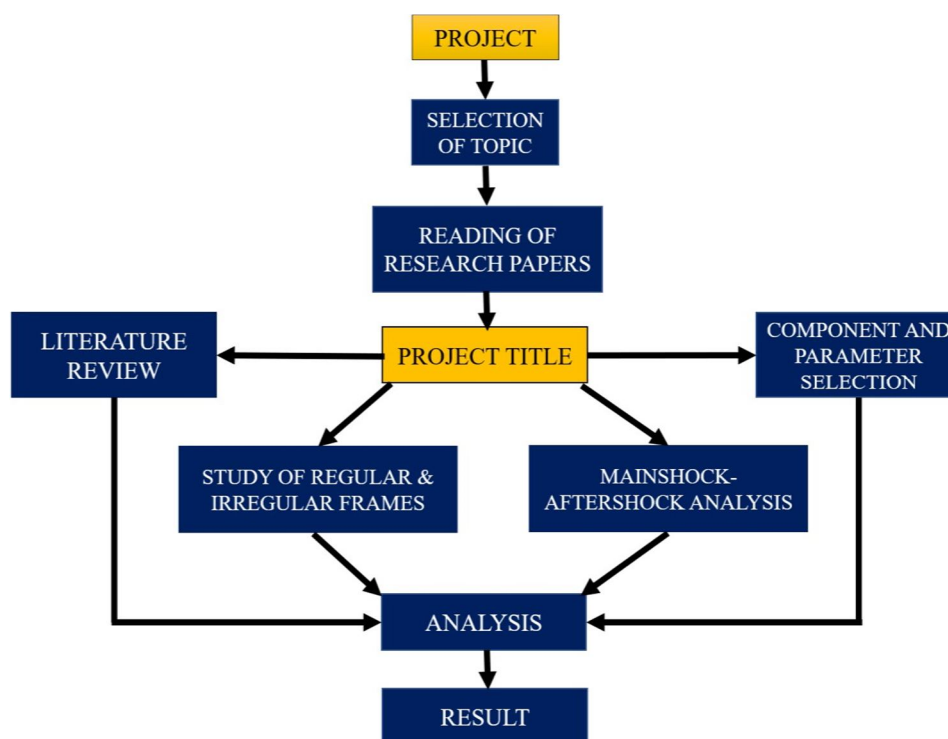 PROJECT
SELECTION
OF TOPIC
READING OF
RESEARCH PAPERS
LITERATURE
REVIEW
PROJECT TITLE
COMPONENT AND
PARAMETER
SELECTION
STUDY OF REGULAR &
IRREGULAR FRAMES
MAINSHOCK-
AFTERSHOCK ANALYSIS
ANALYSIS
RESULT